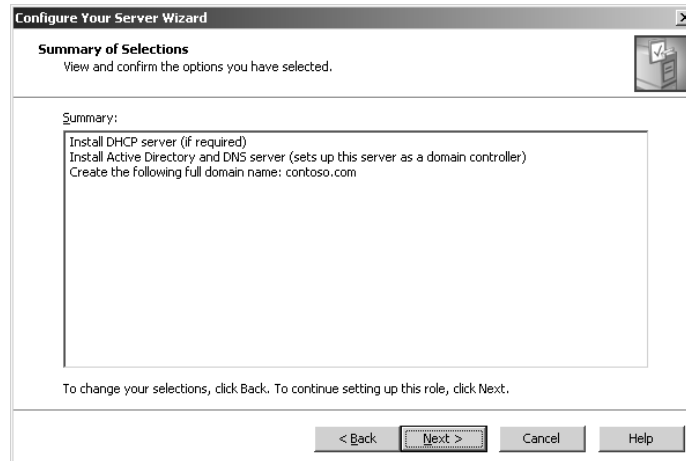 Configure Your Server Wizard
Summary of Selections
View and confirm the options you have selected.
Summary:
Install DHCP server (if required)
Install Active Directory and DNS server (sets up this server as a domain controller)
Create the following full domain name: contoso.com
To change your selections, click Back. To continue setting up this role, click Next.
< Back
Next >
Cancel
Help